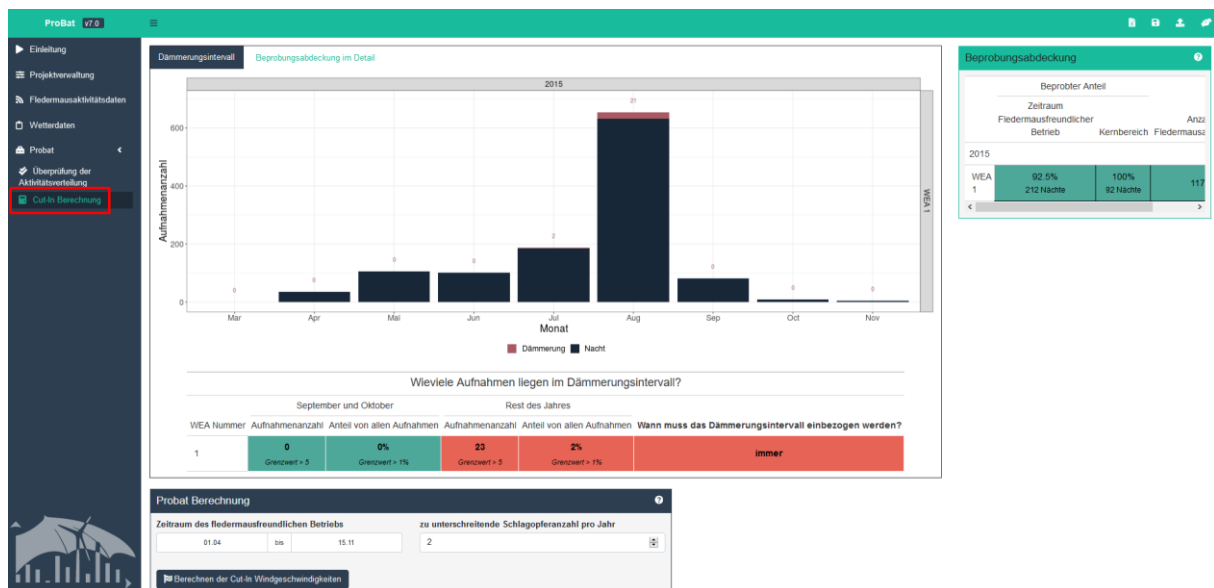 ProBat v7.0
Einleitung
Projektverwaltung
Fledermausaktivitätsdaten
Wetterdaten
Probat
Überprüfung der
Aktivitätsverteilung
Cut-In Berechnung
Dämmerungsintervall Beprobungsabdeckung im Detail
2015
21
600
400
Aufnahmenanzahl
WEA 1
200
2
0 0 0 0 0 0 0
0
Mar Apr Mai Jun Jul Aug Sep Oct Nov
Monat
Dämmerung Nacht
Wieviele Aufnahmen liegen im Dämmerungsintervall?
September und Oktober Rest des Jahres
WEA Nummer Aufnahmenanzahl Anteil von allen Aufnahmen Aufnahmenanzahl Anteil von allen Aufnahmen Wann muss das Dämmerungsintervall einbezogen werden?
1 0 0% 23 2% immer
Grenzwert > 5 Grenzwert > 1% Grenzwert > 5 Grenzwert > 1%
Beprobungsabdeckung ?
Beprobter Anteil
Zeitraum
Fledermausfreundlicher Anza
Betrieb Kernbereich Fledermausa
2015
WEA 92.5% 100% 117
1 212 Nächte 92 Nächte
Probat Berechnung ?
Zeitraum des fledermausfreundlichen Betriebs zu unterschreitende Schlagopferanzahl pro Jahr
01.04 bis 15.11 2
Berechnen der Cut-In Windgeschwindigkeiten